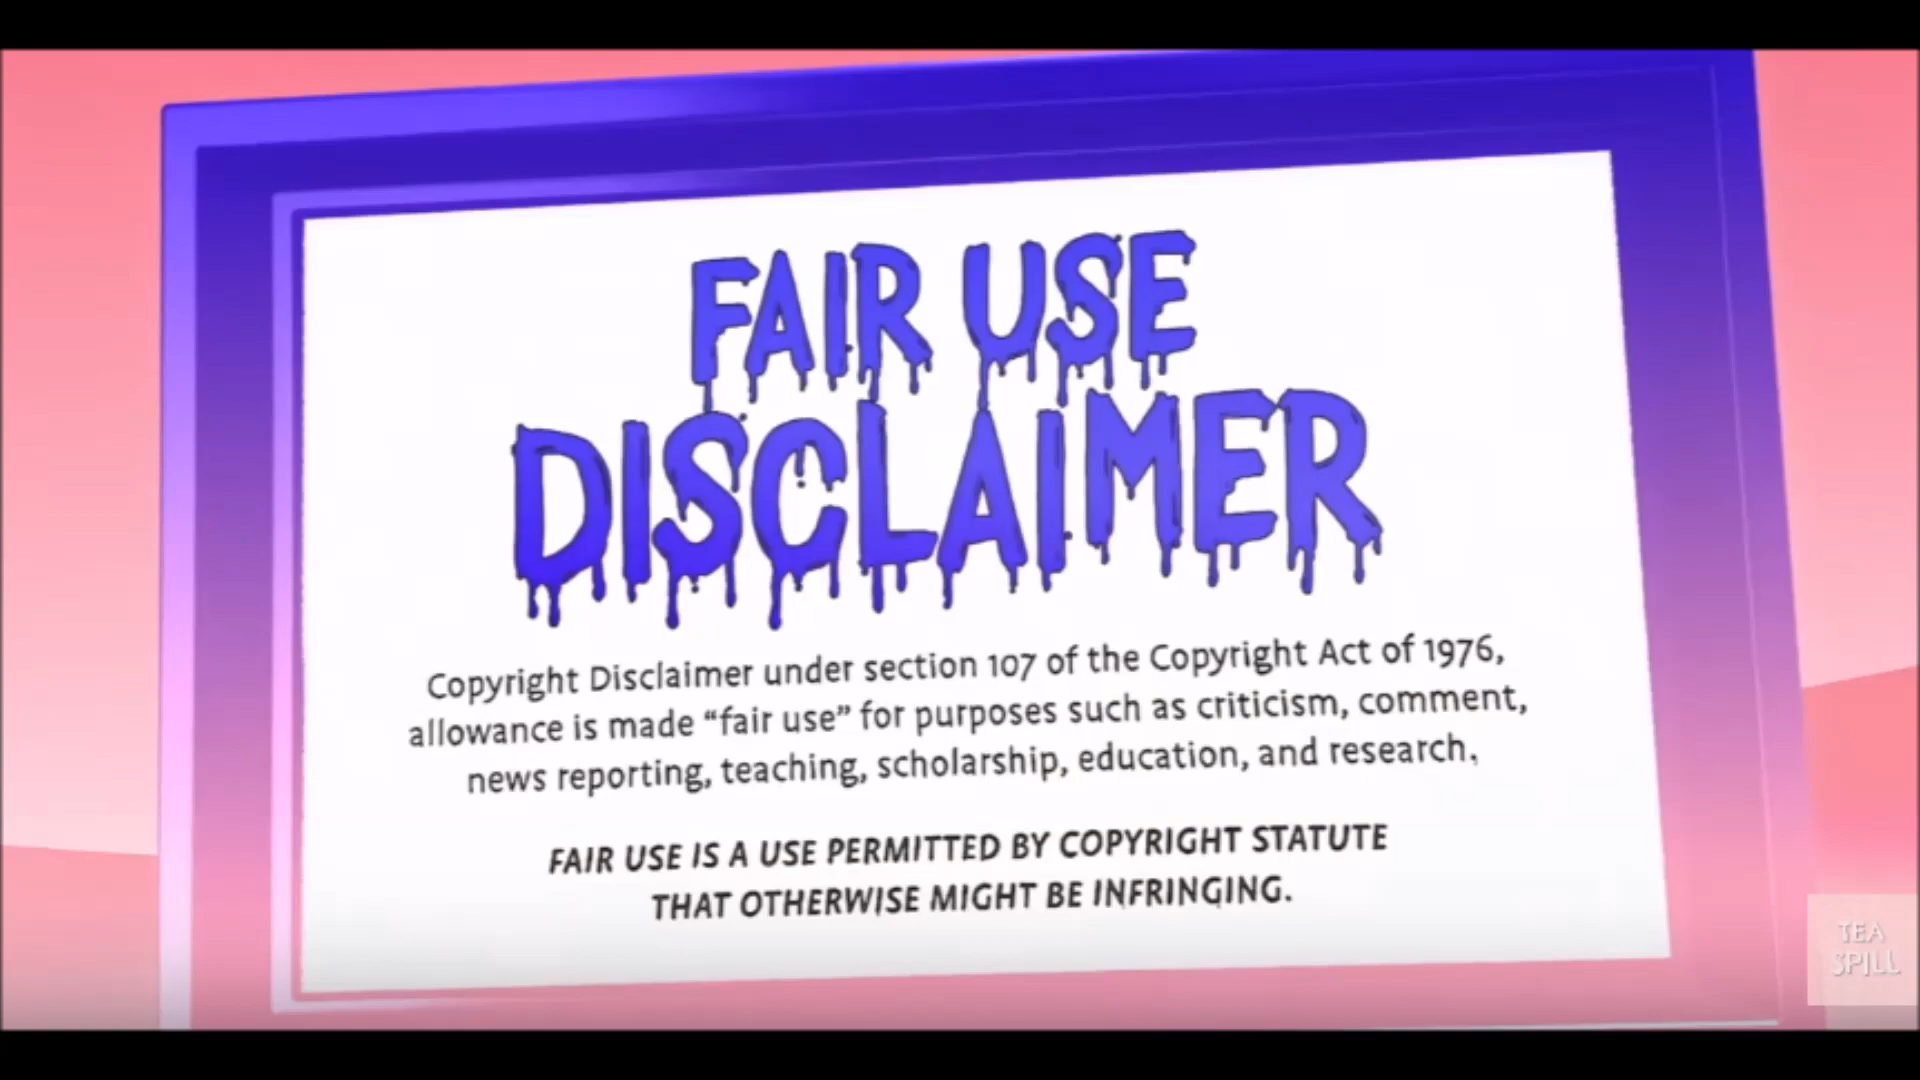 FAIR USE
DISCLAIMER
Copyright Disclaimer under section 107 of the Copyright Act of 1976,
allowance is made “fair use” for purposes such as criticism, comment,
news reporting, teaching, scholarship, education, and research.
FAIR USE IS A USE PERMITTED BY COPYRIGHT STATUTE
THAT OTHERWISE MIGHT BE INFRINGING.
TEA
SPILL